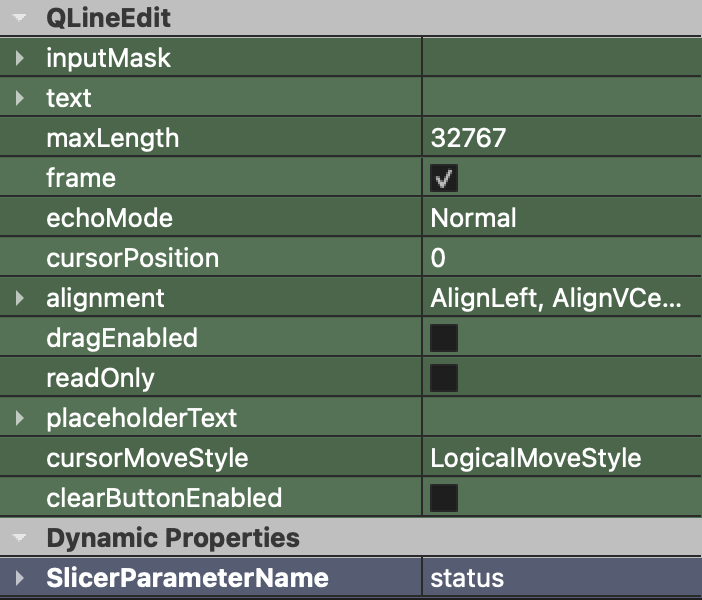 QLineEdit
inputMask
text
maxLength 32767
frame
echoMode Normal
cursorPosition 0
alignment AlignLeft, AlignVCe...
dragEnabled
readOnly
placeholderText
cursorMoveStyle LogicalMoveStyle
clearButtonEnabled
Dynamic Properties
SlicerParameterName status